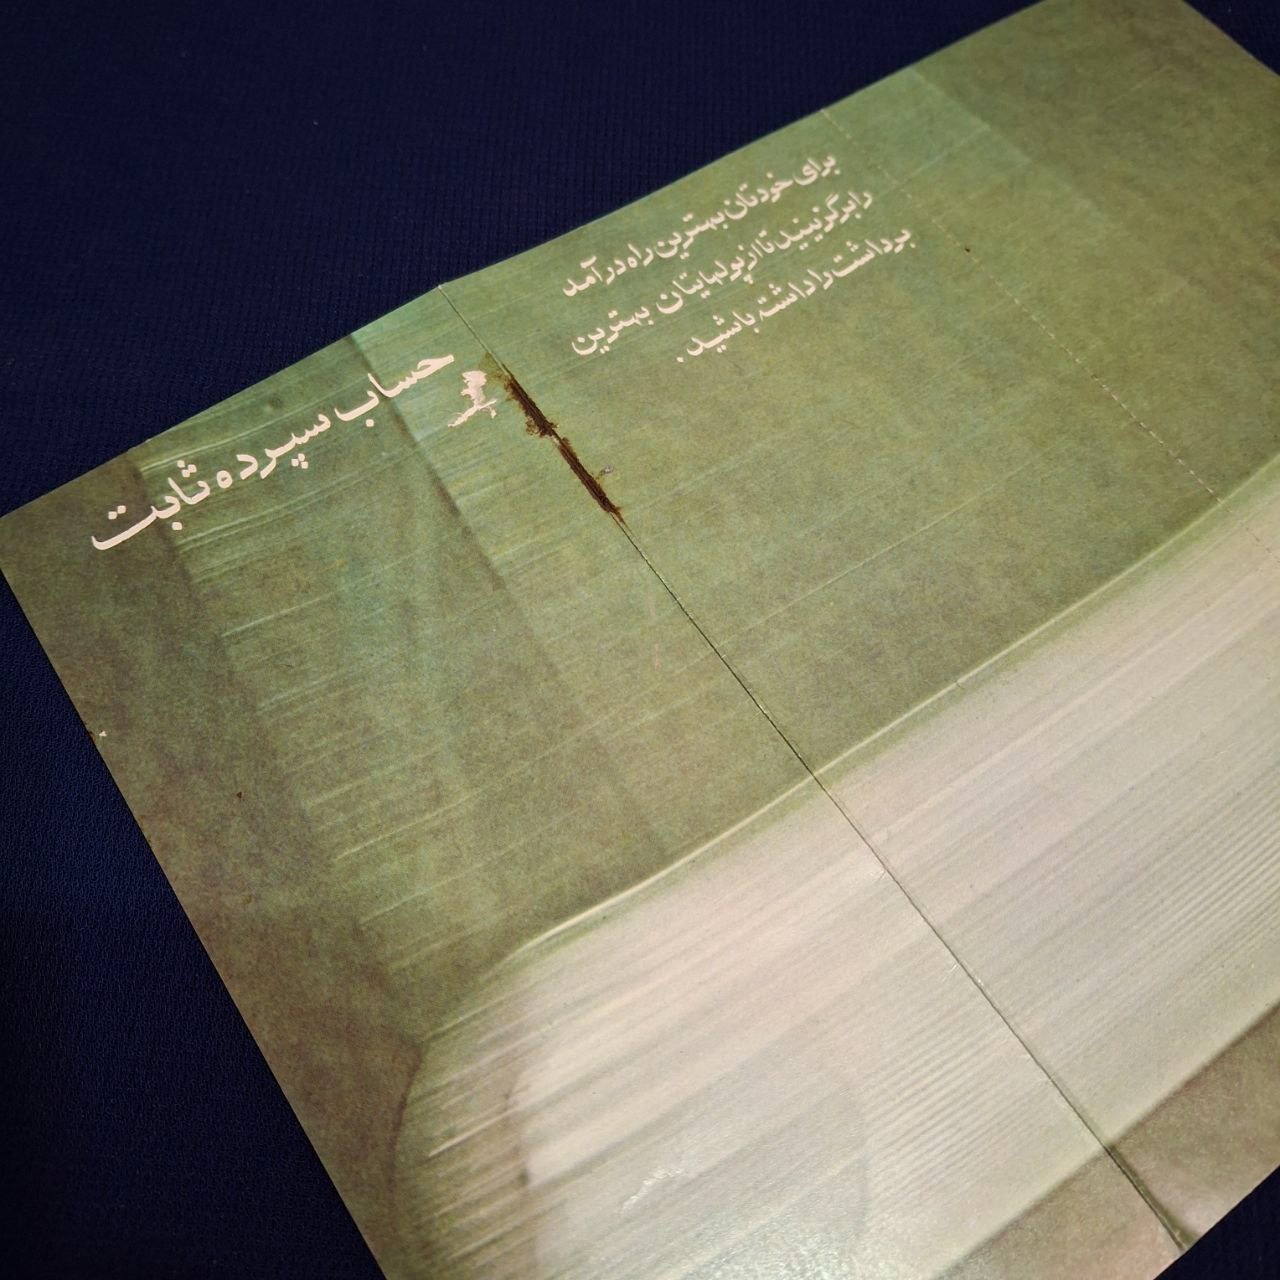 برای خودتان بهترین راه درآمد
را برگزینید تا از پولهایتان بهترین
برداشت را داشته باشید.
حساب سپرده ثابت